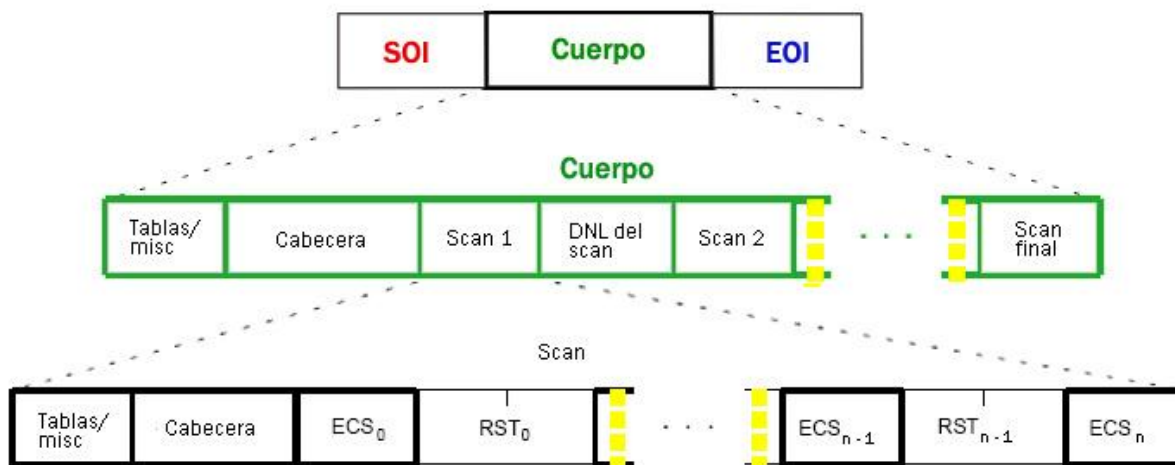 SOI Cuerpo EOI
Cuerpo
Tablas/
misc
Cabecera
Scan 1
DNL del
scan
Scan 2
. . .
Scan
final
Scan
Tablas/
misc
Cabecera
ECS0
RST0
. . .
ECSn-1
RSTn-1
ECSn